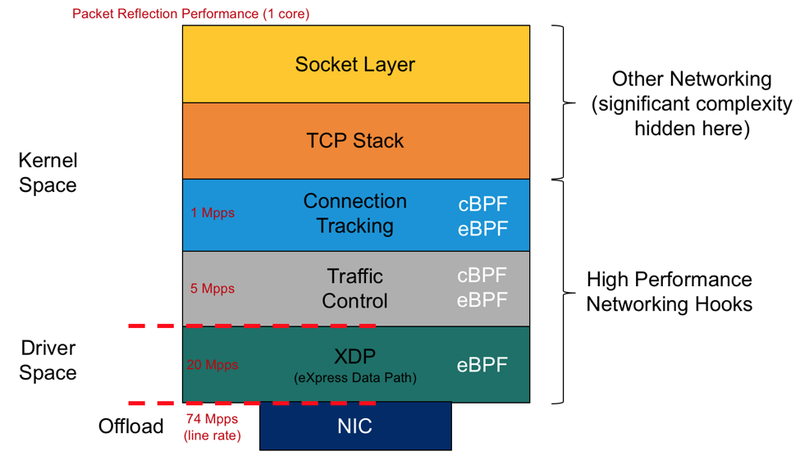 Packet Reflection Performance (1 core)
Socket Layer
Other Networking
(significant complexity
hidden here)
TCP Stack
Kernel
Space
1 Mpps
Connection
Tracking
cBPF
eBPF
5 Mpps
Traffic
Control
cBPF
eBPF
High Performance
Networking Hooks
Driver
Space
20 Mpps
XDP
(eXpress Data Path)
eBPF
Offload
74 Mpps
(line rate)
NIC